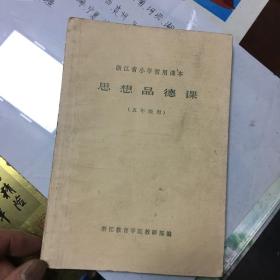 浙江省小学暂用课本
思想品德课
（五年级用）
浙江教育学院教研部编